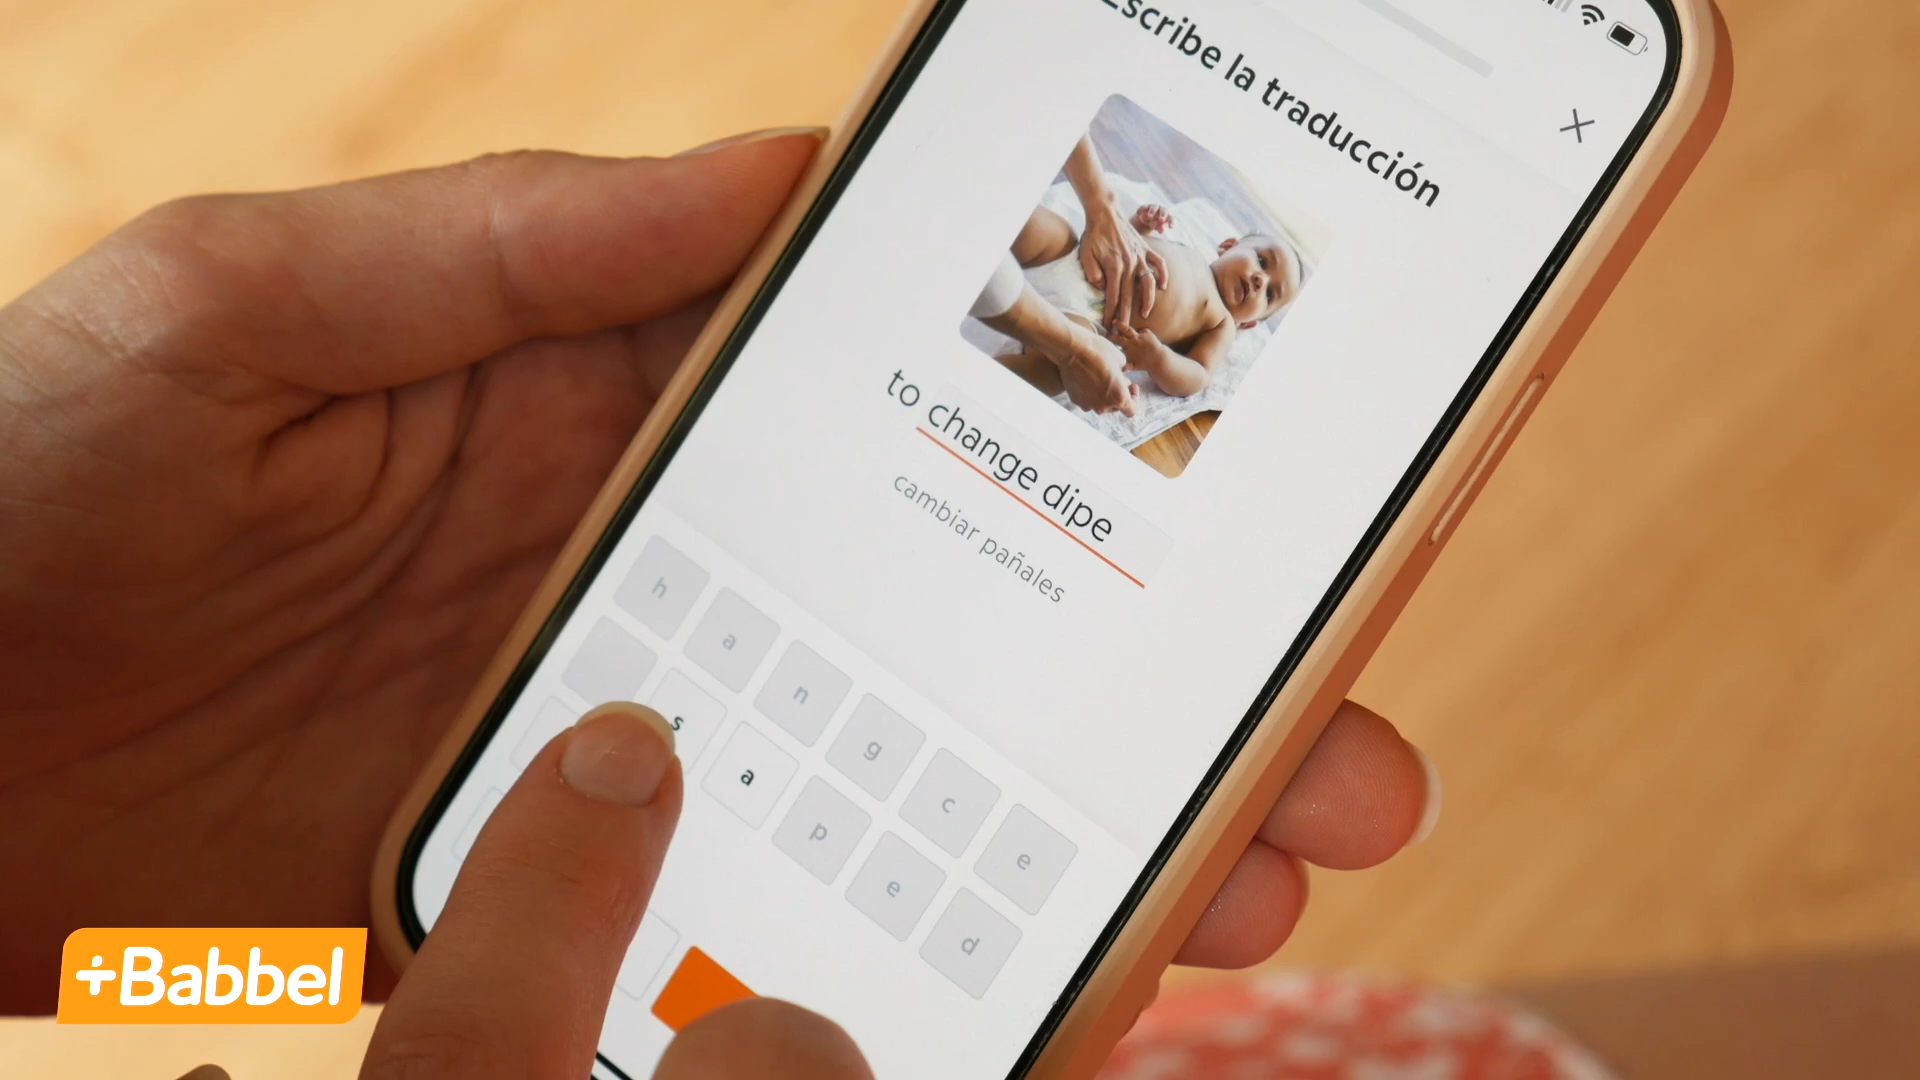 Escribe la traducción
to change dipe
cambiar pañales
h a n g c e
s a p e d
+Babbel